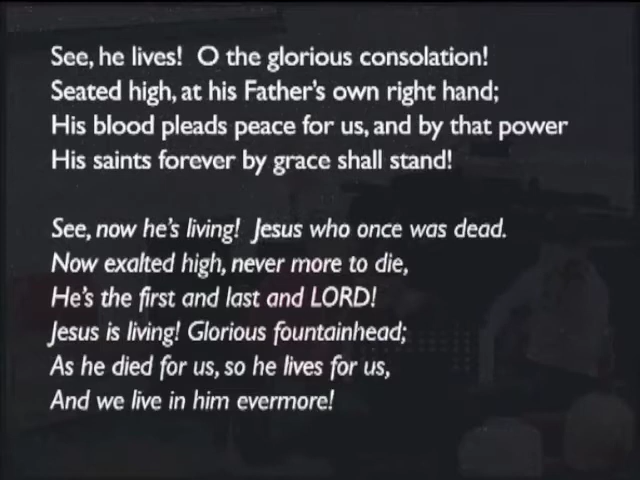 See, he lives! O the glorious consolation!
Seated high, at his Father's own right hand;
His blood pleads peace for us, and by that power
His saints forever by grace shall stand!
See, now he's living! Jesus who once was dead.
Now exalted high, never more to die,
He's the first and last and LORD!
Jesus is living! Glorious fountainhead;
As he died for us, so he lives for us,
And we live in him evermore!